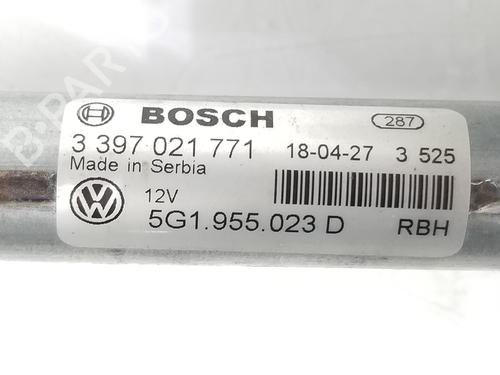 BOSCH 287
3 397 021 771 18-04-27 3 525
Made in Serbia
12V
5G1.955.023 D RBH
B-PARTS